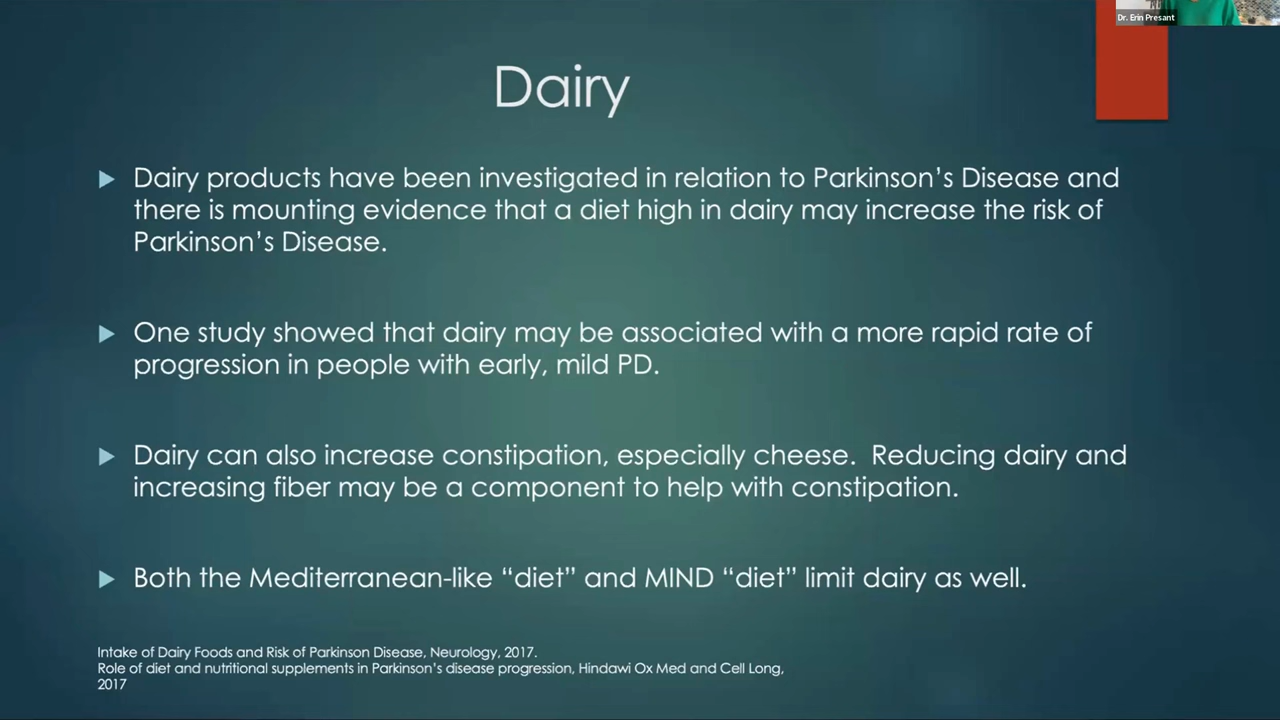 Dr. Erin Presant
Dairy
Dairy products have been investigated in relation to Parkinson’s Disease and
there is mounting evidence that a diet high in dairy may increase the risk of
Parkinson’s Disease.
One study showed that dairy may be associated with a more rapid rate of
progression in people with early, mild PD.
Dairy can also increase constipation, especially cheese.  Reducing dairy and
increasing fiber may be a component to help with constipation.
Both the Mediterranean-like “diet” and MIND “diet” limit dairy as well.
Intake of Dairy Foods and Risk of Parkinson Disease, Neurology, 2017.
Role of diet and nutritional supplements in Parkinson’s disease progression, Hindawi Ox Med and Cell Long,
2017